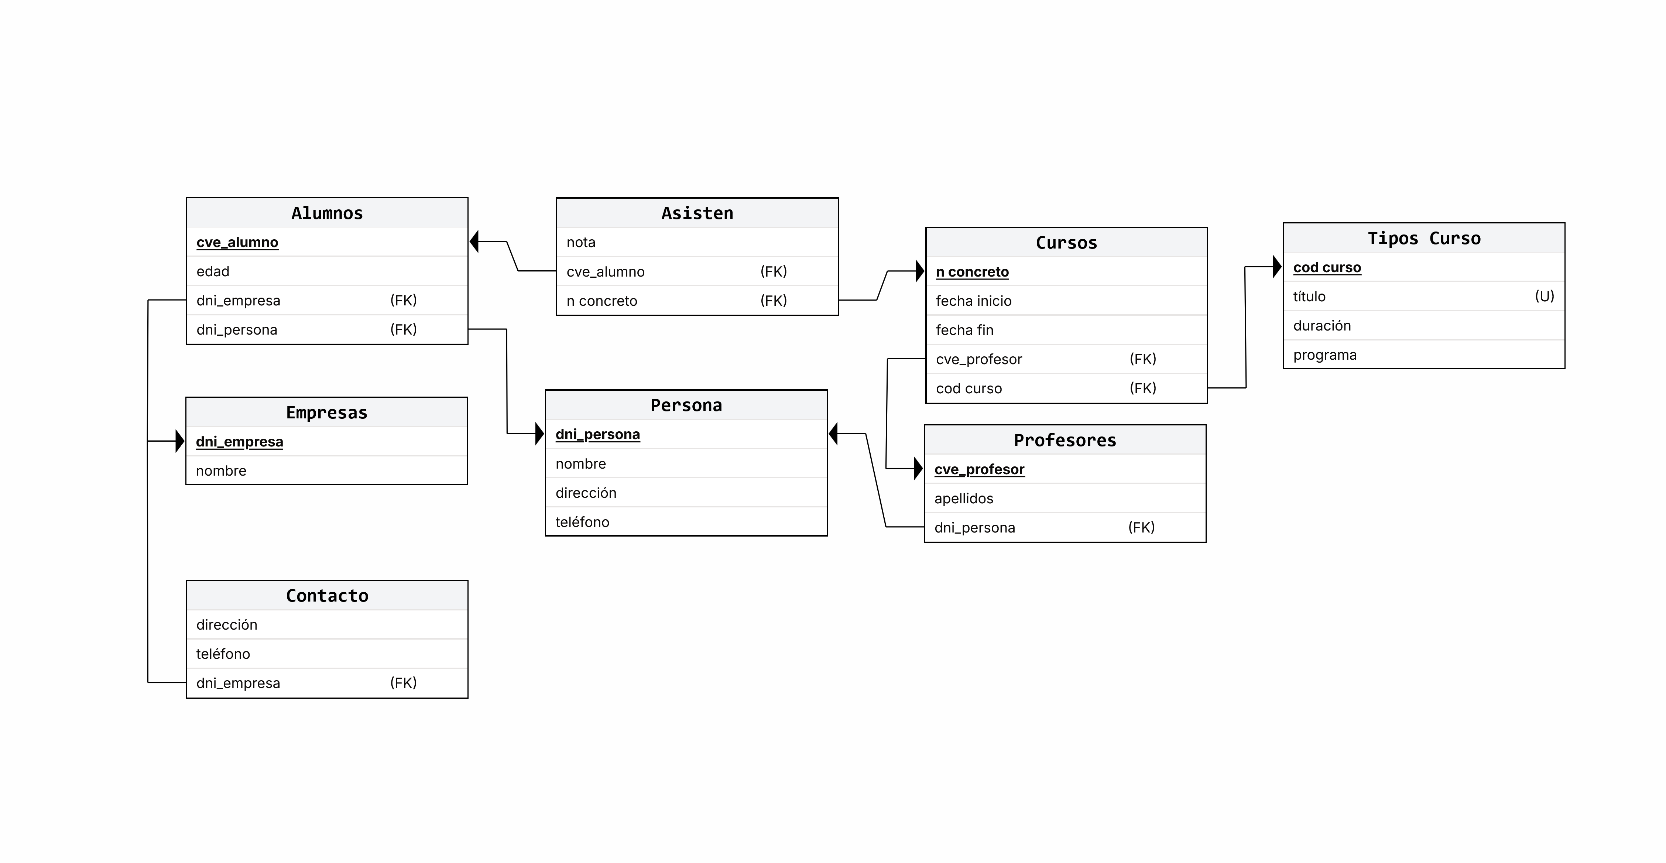 Alumnos
cve_alumno
edad
dni_empresa (FK)
dni_persona (FK)
Asisten
nota
cve_alumno (FK)
n concreto (FK)
Cursos
n concreto
fecha inicio
fecha fin
cve_profesor (FK)
cod curso (FK)
Tipos Curso
cod curso
título (U)
duración
programa
Empresas
dni_empresa
nombre
Persona
dni_persona
nombre
dirección
teléfono
Profesores
cve_profesor
apellidos
dni_persona (FK)
Contacto
dirección
teléfono
dni_empresa (FK)